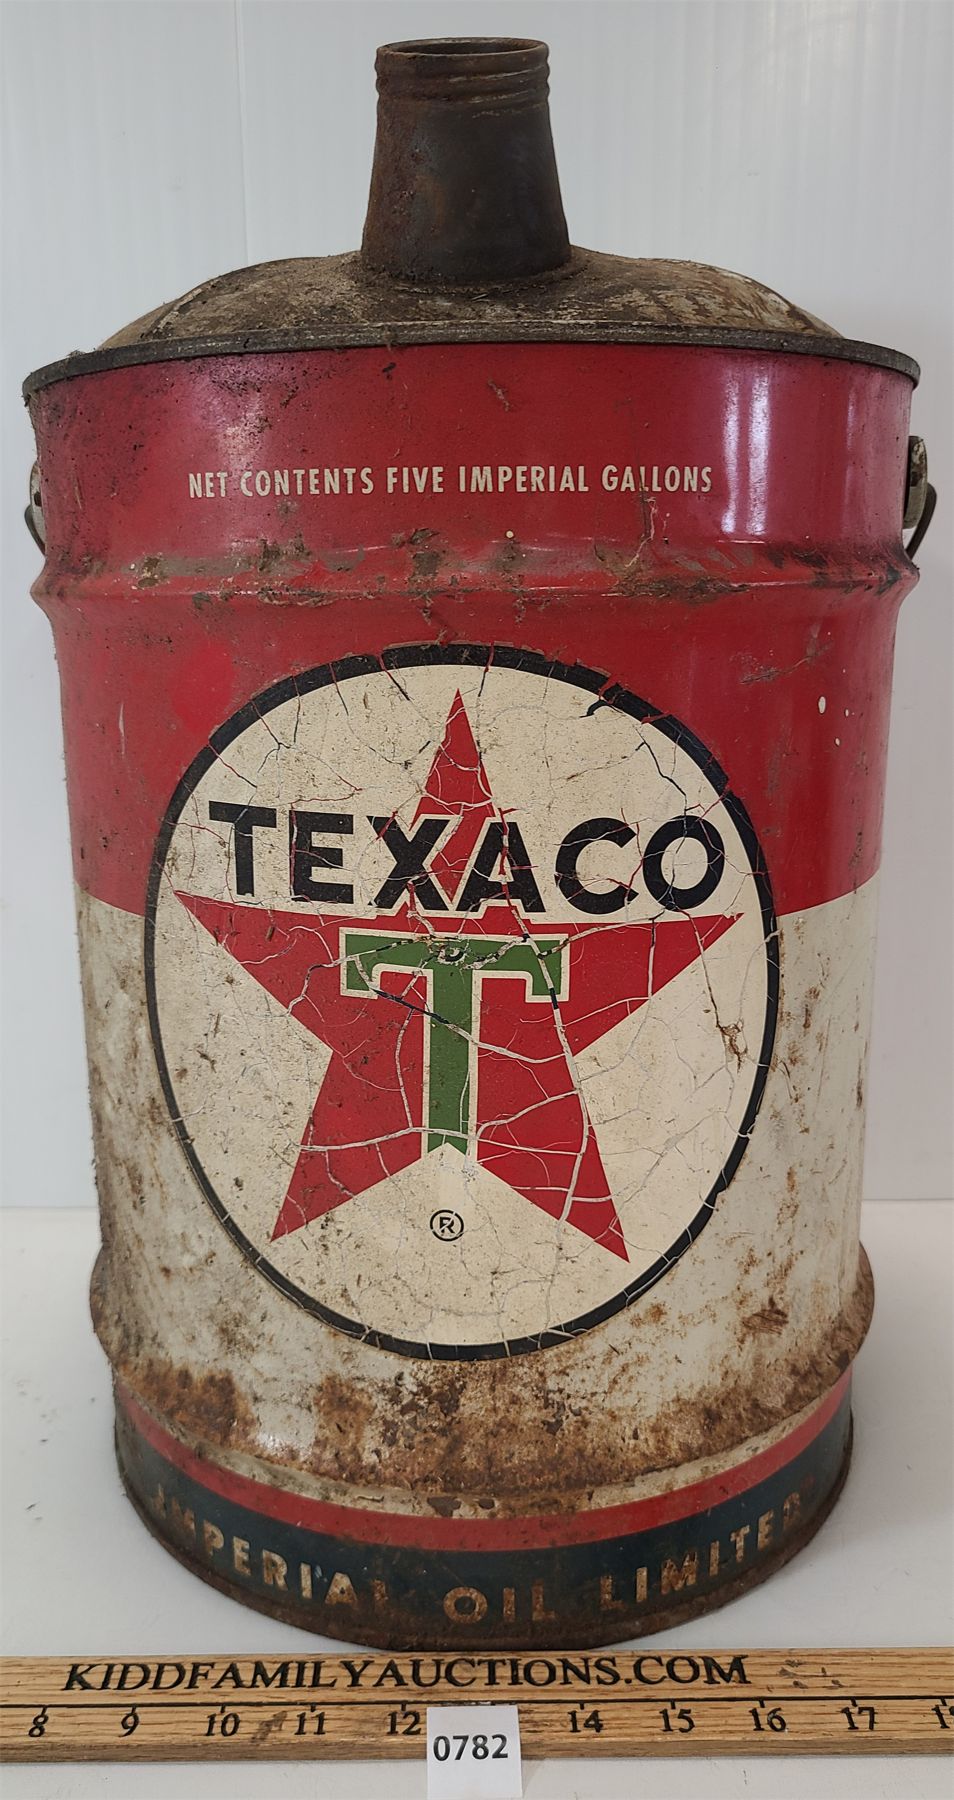 NET CONTENTS FIVE IMPERIAL GALLONS
TEXACO
T
®
IMPERIAL OIL LIMITED
KIDDFAMILYAUCTIONS.COM
8 9 10 11 12 14 15 16 17
0782